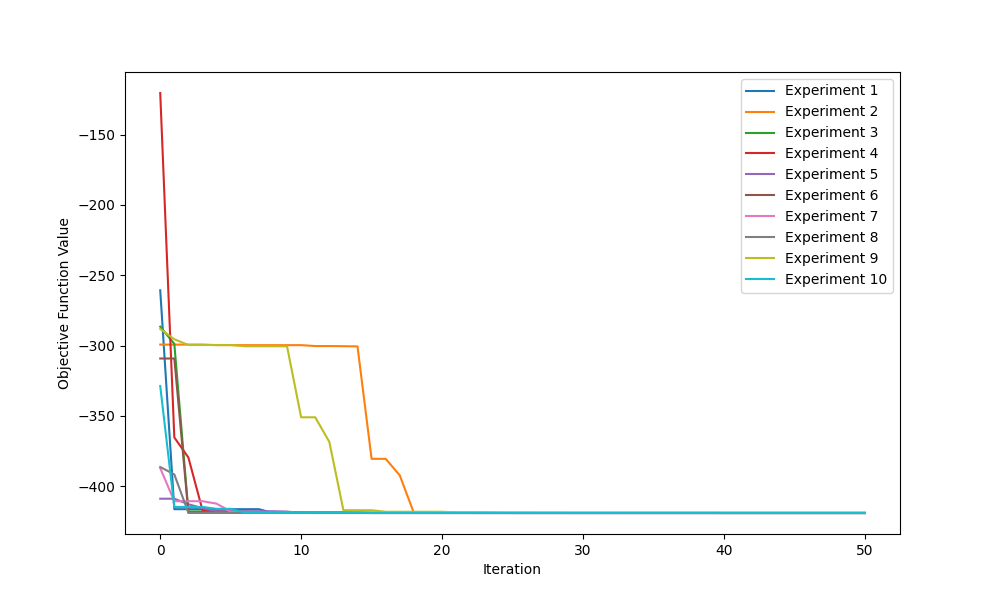 Objective Function Value
−150
−200
−250
−300
−350
−400
0
10
20
30
40
50
Iteration
Experiment 1
Experiment 2
Experiment 3
Experiment 4
Experiment 5
Experiment 6
Experiment 7
Experiment 8
Experiment 9
Experiment 10